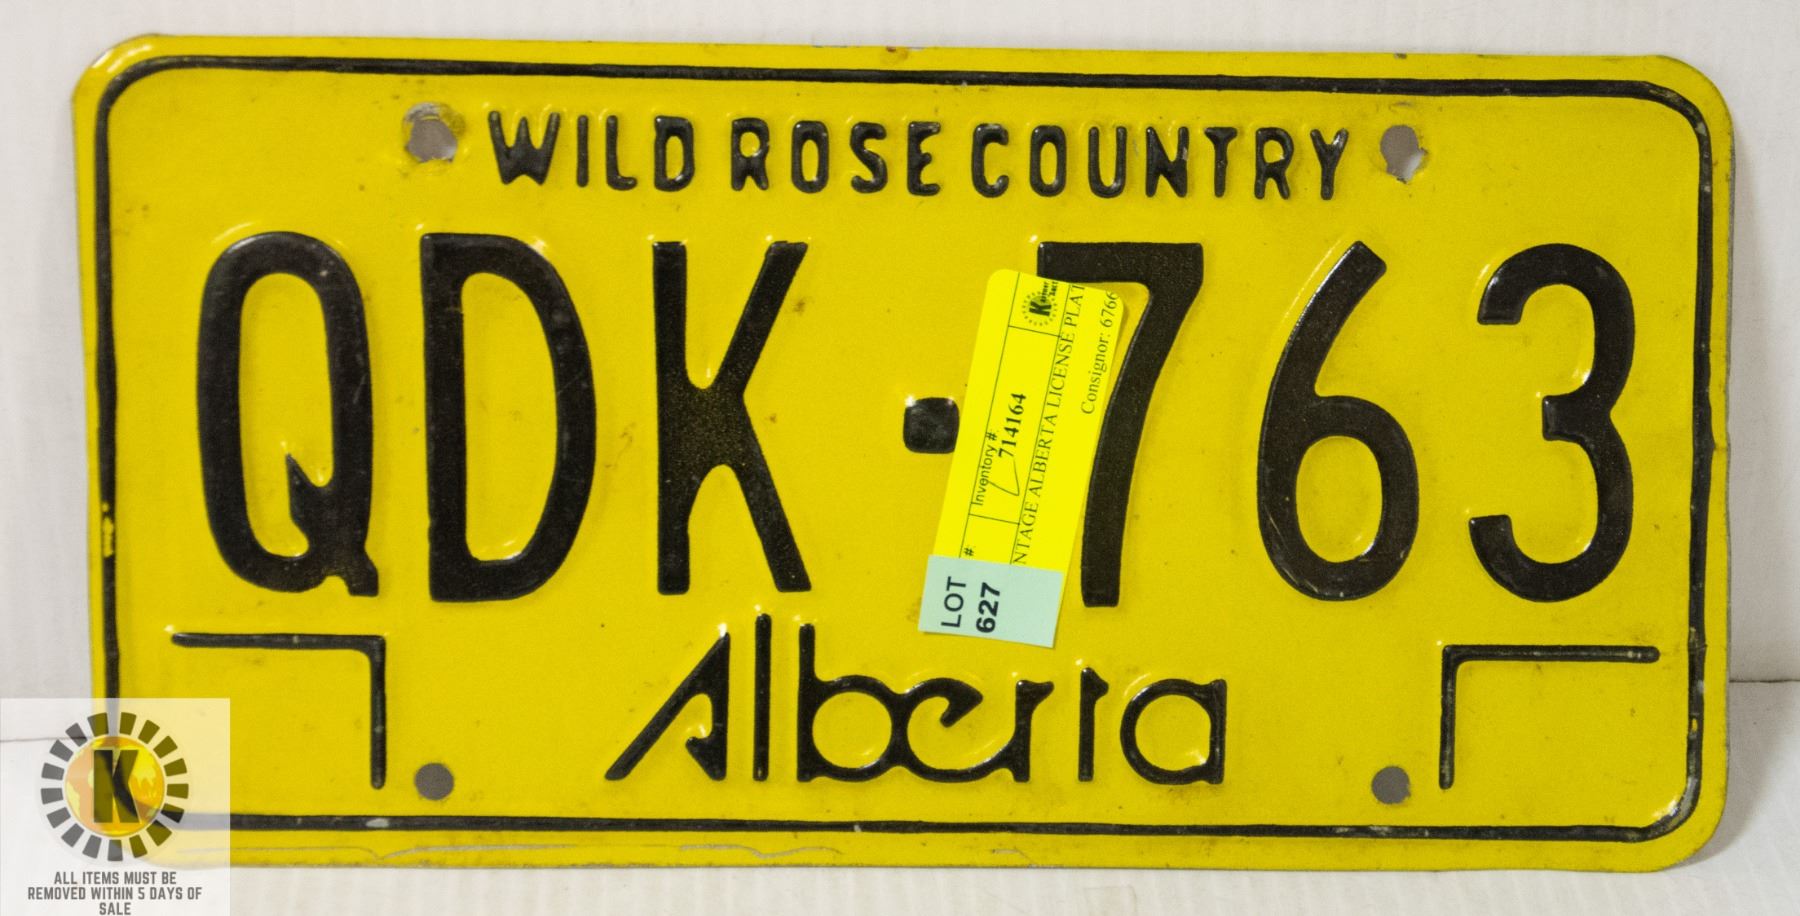 WILD ROSE COUNTRY
QDK·763
Inventory #
714164
NTAGE ALBERTA LICENSE PLAT
Consignor: 6766
#
LOT
627
Alberta
K
ALL ITEMS MUST BE
REMOVED WITHIN 5 DAYS OF
SALE